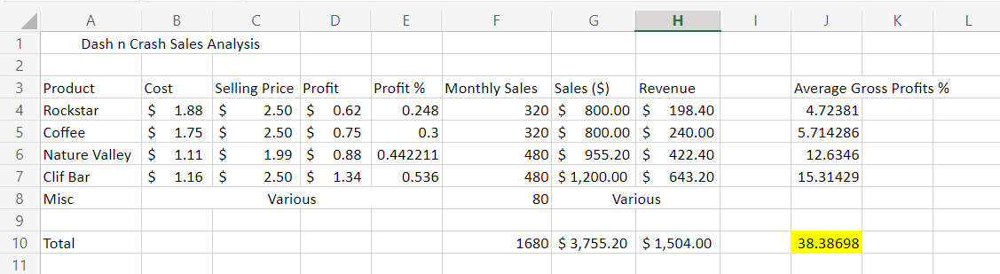 A B C D E F G H I J K L
1 Dash n Crash Sales Analysis
2
3 Product Cost Selling Price Profit Profit % Monthly Sales Sales ($) Revenue Average Gross Profits %
4 Rockstar $ 1.88 $ 2.50 $ 0.62 0.248 320 $ 800.00 $ 198.40 4.72381
5 Coffee $ 1.75 $ 2.50 $ 0.75 0.3 320 $ 800.00 $ 240.00 5.714286
6 Nature Valley $ 1.11 $ 1.99 $ 0.88 0.442211 480 $ 955.20 $ 422.40 12.6346
7 Clif Bar $ 1.16 $ 2.50 $ 1.34 0.536 480 $ 1,200.00 $ 643.20 15.31429
8 Misc Various 80 Various
9
10 Total 1680 $ 3,755.20 $ 1,504.00 38.38698
11